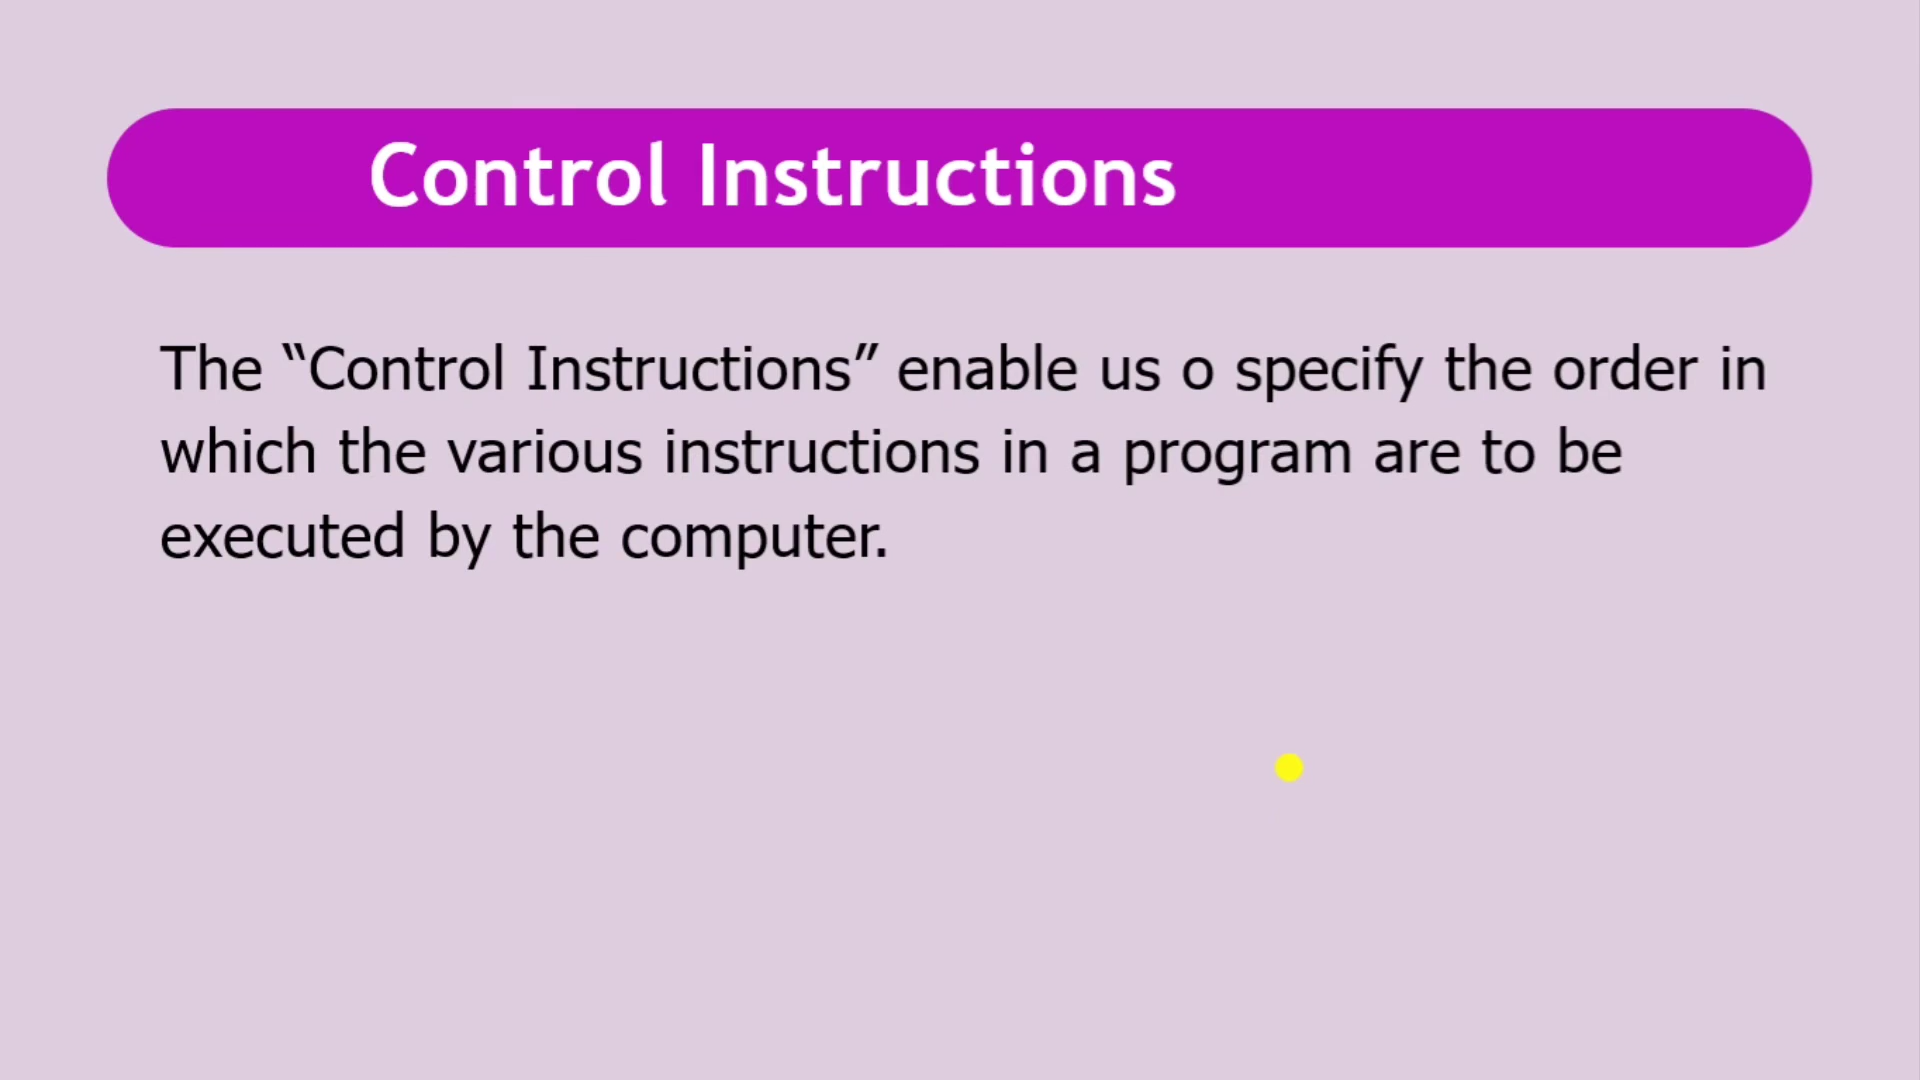 Control Instructions
The “Control Instructions” enable us o specify the order in
which the various instructions in a program are to be
executed by the computer.